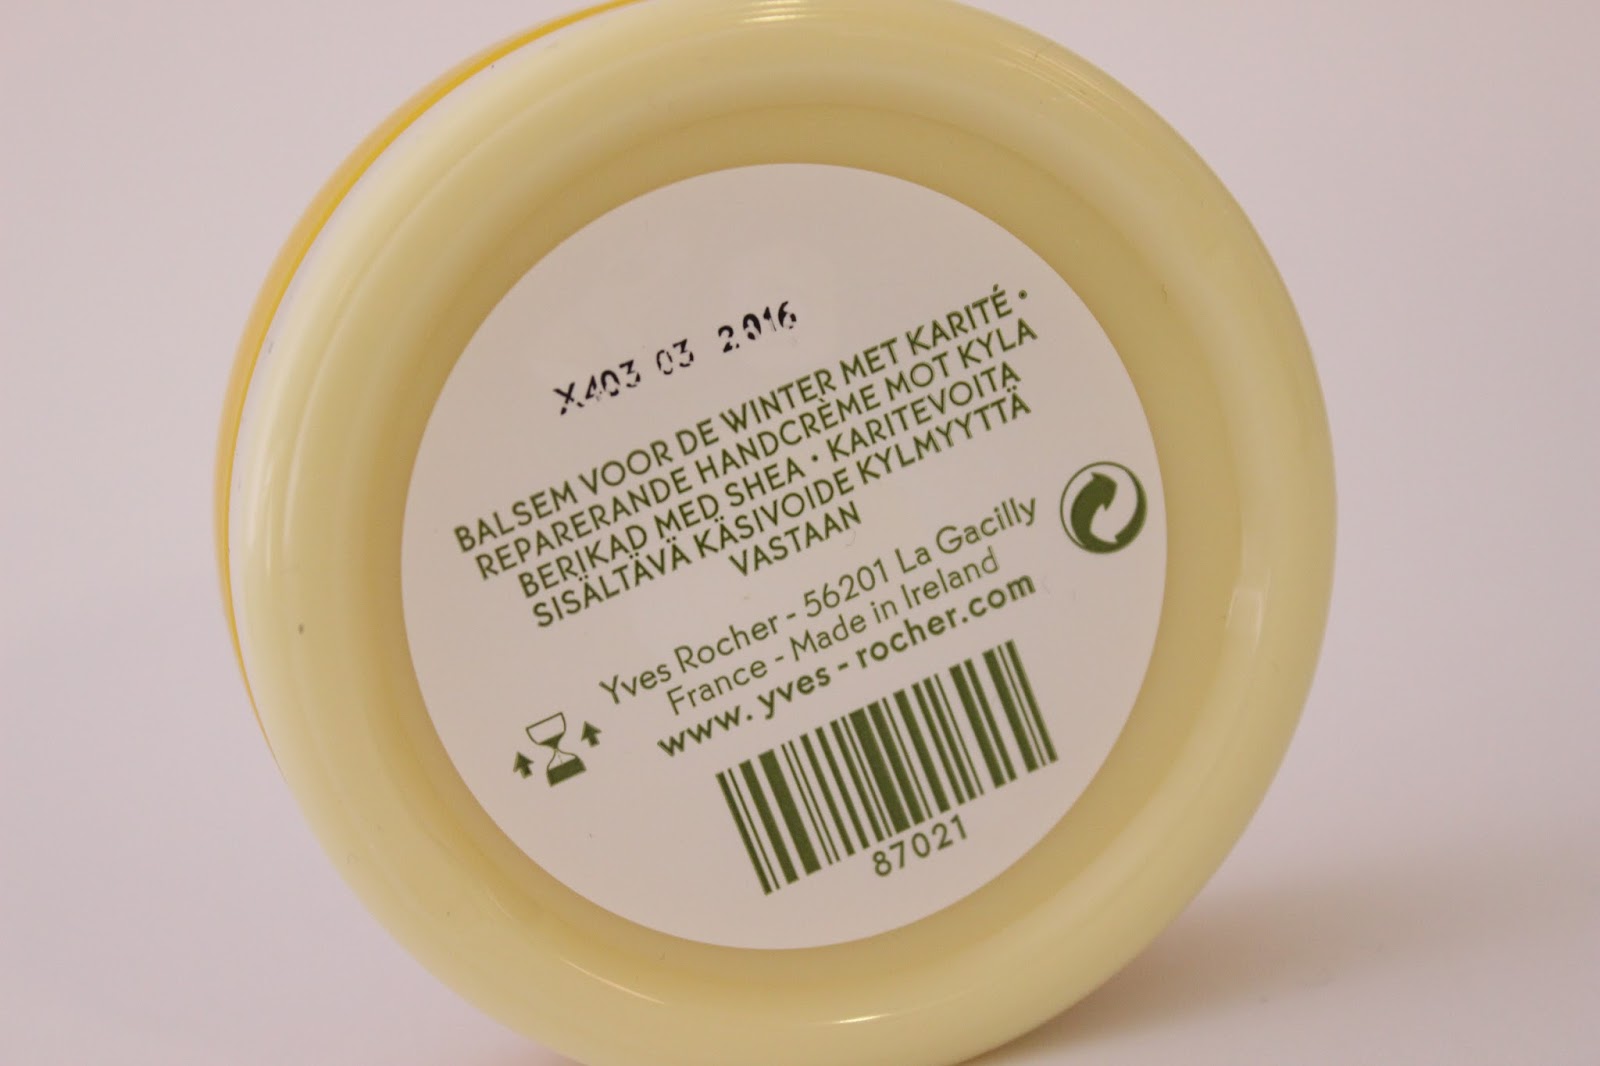 X403 03 2016
BALSEM VOOR DE WINTER MET KARITÉ •
REPARERANDE HANDCRÈME MOT KYLA
BERIKAD MED SHEA • KARITEVOITA
SISÄLTÄVÄ KÄSIVOIDE KYLMYYTTÄ
VASTAAN
Yves Rocher - 56201 La Gacilly
France - Made in Ireland
www.yves-rocher.com
87021